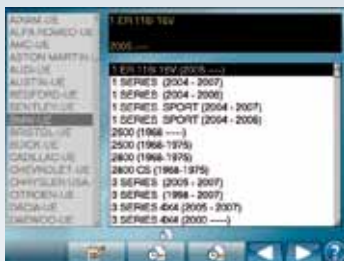 ADAM-UE
ALFA ROMEO-UE
AMC-UE
ASTON MARTIN
AUDI-UE
AUSTIN-UE
BEDFORD-UE
BENTLEY-UE
BMW-UE
BRISTOL-UE
BUICK-UE
CADILLAC-UE
CHEVROLET-UE
CHRYSLER USA
CITROEN-UE
DACIA-UE
DAEWOO-UE
1 ER 116i 16V
2005 ----
1 ER 116i 16V (2005 ----)
1 SERIES (2004 - 2007)
1 SERIES (2004 - 2006)
1 SERIES SPORT (2004 - 2007)
1 SERIES SPORT (2004 - 2006)
2500 (1968 ----)
2500 (1968-1975)
2800 (1968-1975)
2800 CS (1968-1975)
3 SERIES (2005 - 2007)
3 SERIES (1998 - 2007)
3 SERIES 4X4 (2005 - 2007)
3 SERIES 4X4 (2000 ----)